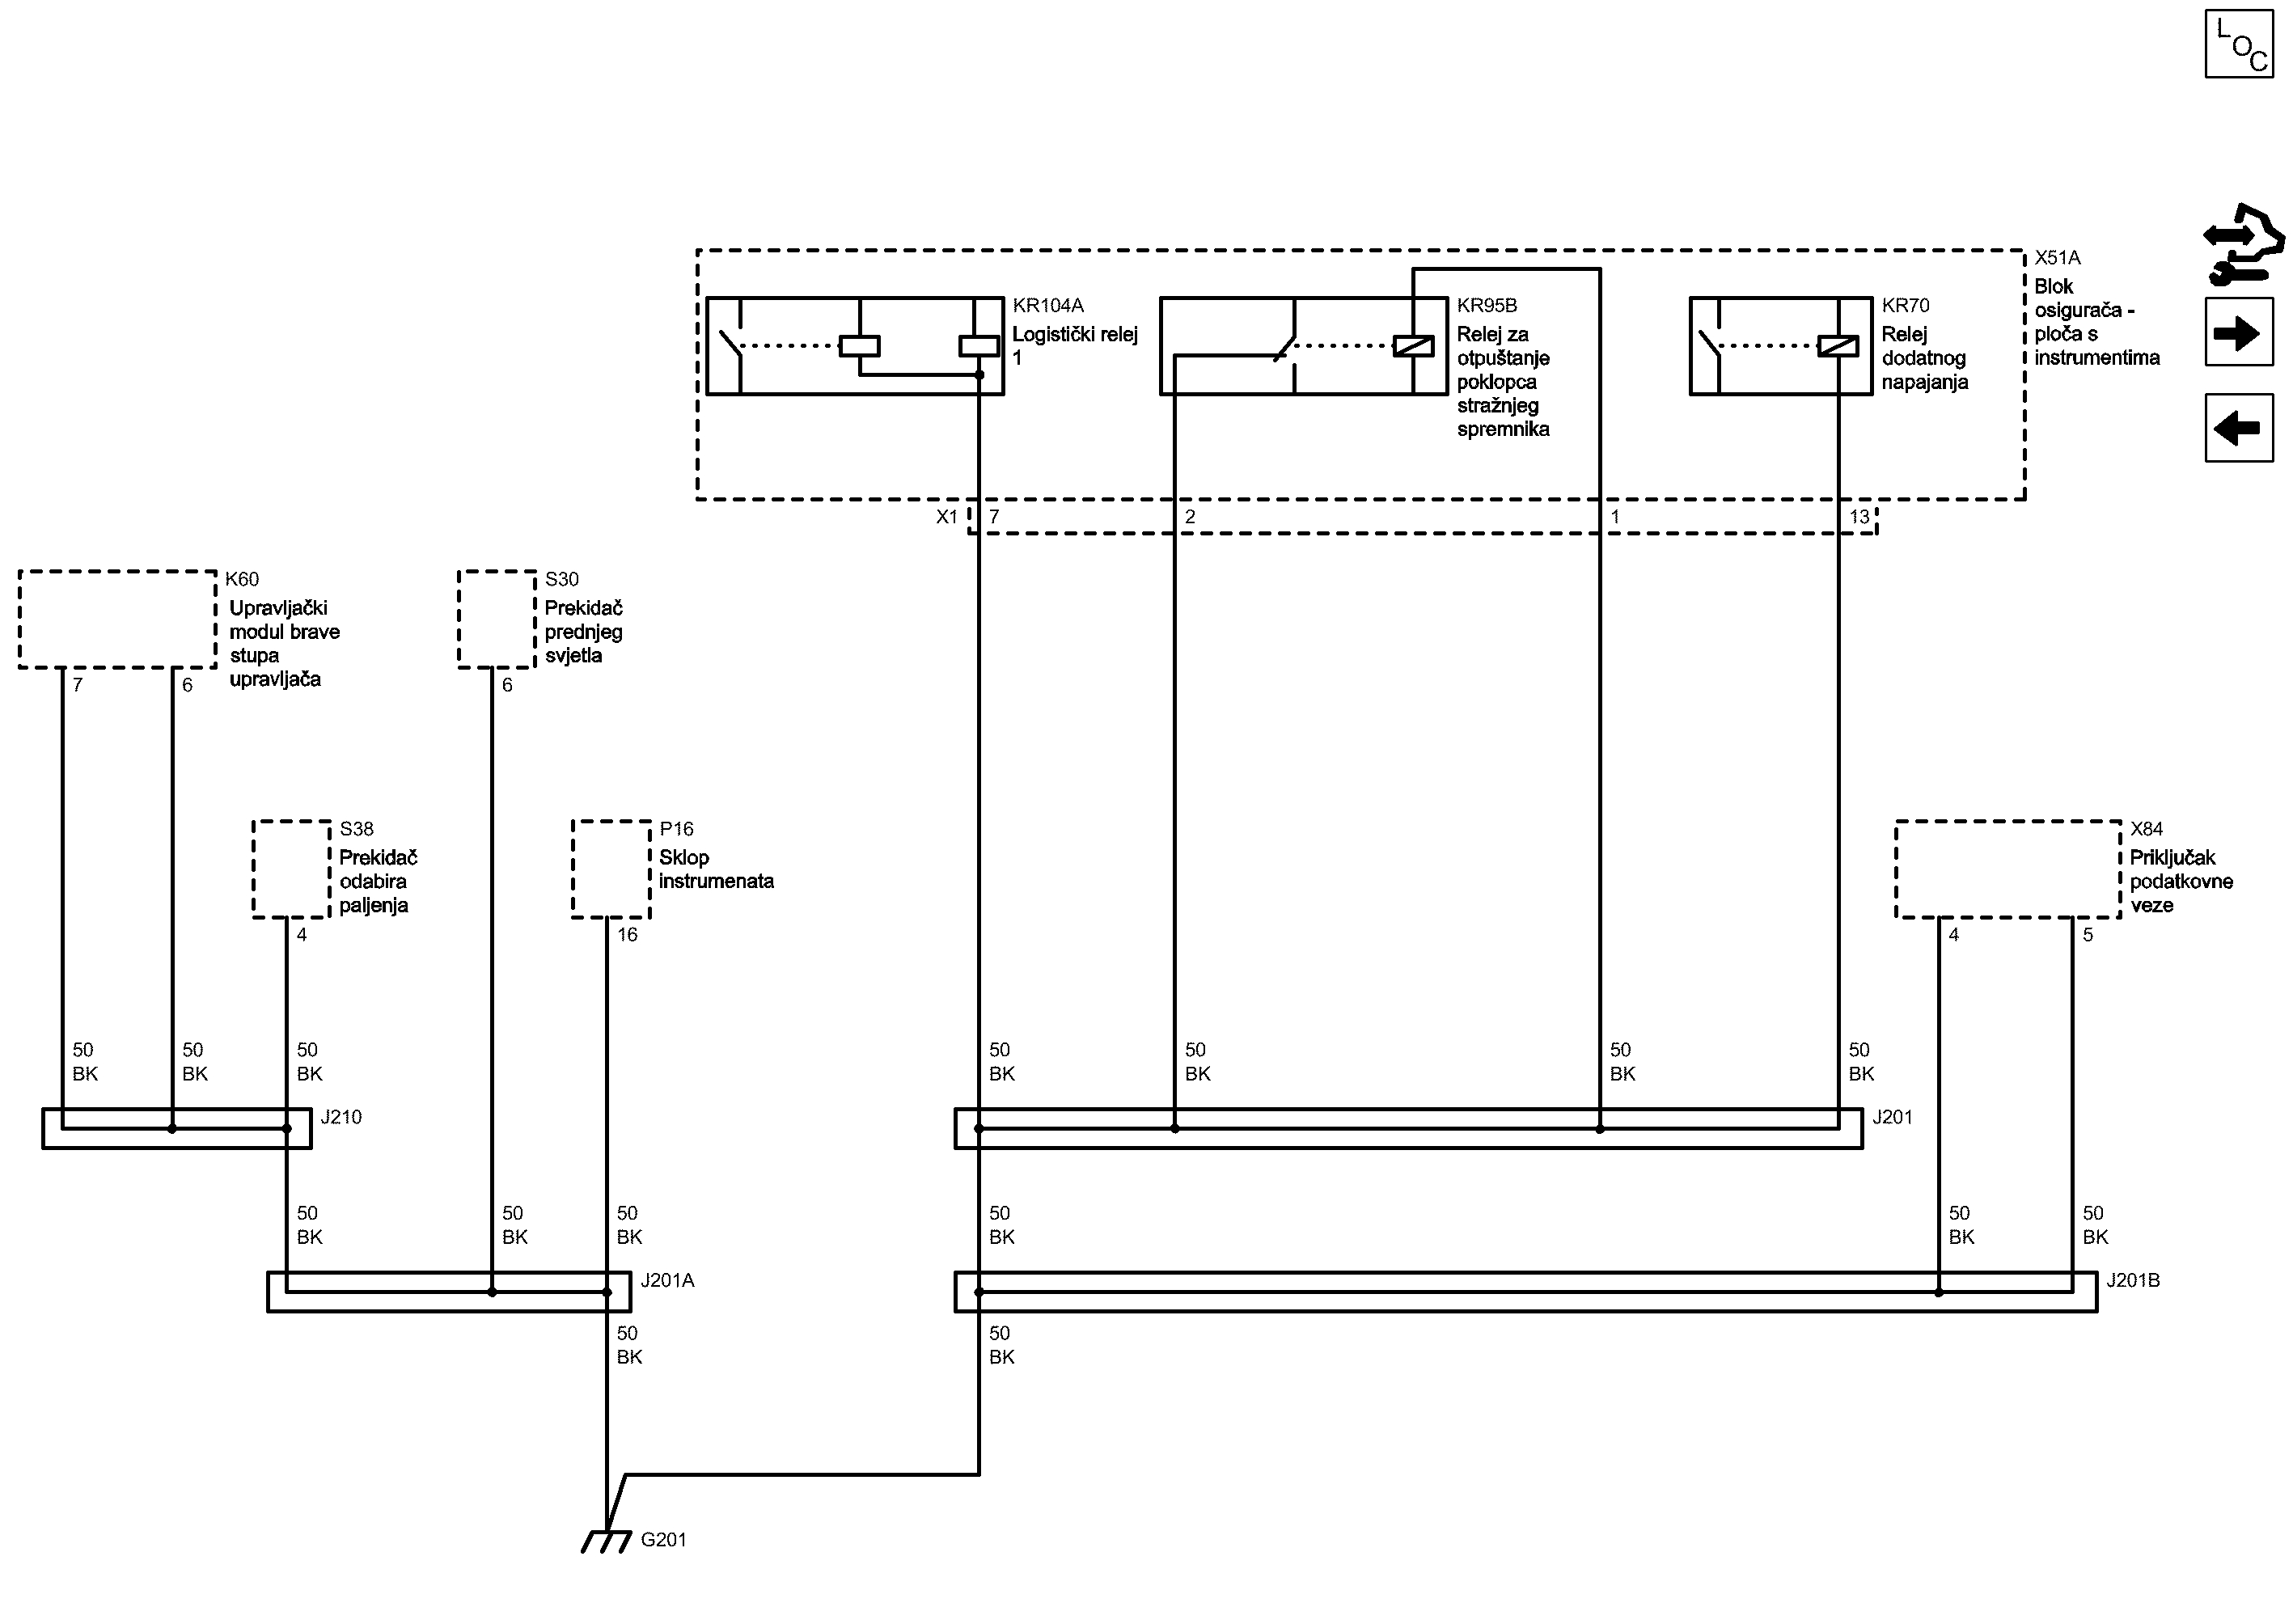 LOC
X51A
Blok
osigurača -
ploča s
instrumentima
KR104A
Logistički relej
1
KR95B
Relej za
otpuštanje
poklopca
stražnjeg
spremnika
KR70
Relej
dodatnog
napajanja
X1 7 2 1 13
K60
Upravljački
modul brave
stupa
upravljača
7 6
S30
Prekidač
prednjeg
svjetla
6
S38
Prekidač
odabira
paljenja
4
P16
Sklop
instrumenata
16
X84
Priključak
podatkovne
veze
4 5
50 50 50 50 50 50 50
BK BK BK BK BK BK BK
J210 J201
50 50 50 50 50 50
BK BK BK BK BK BK
J201A J201B
50 50
BK BK
G201